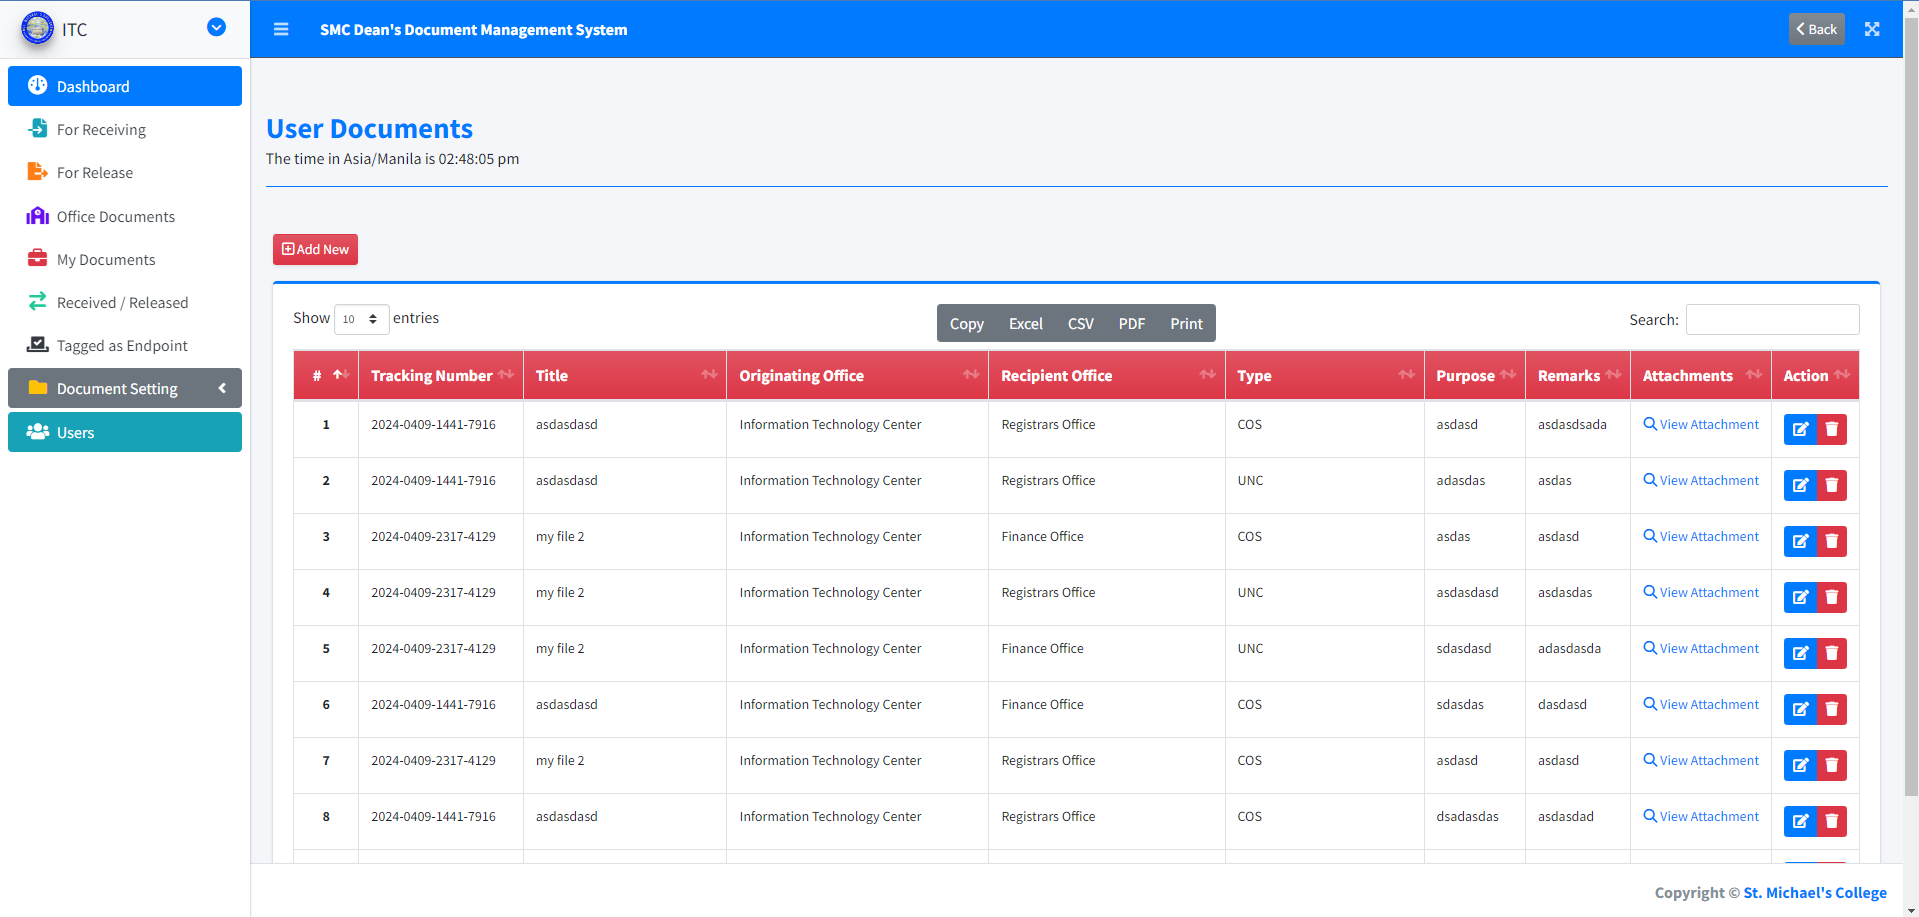 ITC
SMC Dean's Document Management System
Back
Dashboard
For Receiving
For Release
Office Documents
My Documents
Received / Released
Tagged as Endpoint
Document Setting
Users
User Documents
The time in Asia/Manila is 02:48:05 pm
Add New
Show 10 entries
Copy Excel CSV PDF Print
Search:
# Tracking Number Title Originating Office Recipient Office Type Purpose Remarks Attachments Action
1 2024-0409-1441-7916 asdasdasd Information Technology Center Registrars Office COS asdasd asdasdsada View Attachment
2 2024-0409-1441-7916 asdasdasd Information Technology Center Registrars Office UNC adasdas asdas View Attachment
3 2024-0409-2317-4129 my file 2 Information Technology Center Finance Office COS asdas asdasd View Attachment
4 2024-0409-2317-4129 my file 2 Information Technology Center Registrars Office UNC asdasdasd asdasdas View Attachment
5 2024-0409-2317-4129 my file 2 Information Technology Center Finance Office UNC sdasdasd adasdasda View Attachment
6 2024-0409-1441-7916 asdasdasd Information Technology Center Finance Office COS sdasdas dasdasd View Attachment
7 2024-0409-2317-4129 my file 2 Information Technology Center Registrars Office COS asdasd asdasd View Attachment
8 2024-0409-1441-7916 asdasdasd Information Technology Center Registrars Office COS dsadasdas asdasdad View Attachment
Copyright © St. Michael's College